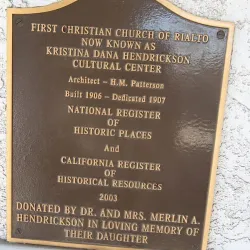 FIRST CHRISTIAN CHURCH OF RIALTO
NOW KNOWN AS
KRISTINA DANA HENDRICKSON
CULTURAL CENTER
Architect - H.M. Patterson
Built 1906 - Dedicated 1907
NATIONAL REGISTER
OF
HISTORIC PLACES
And
CALIFORNIA REGISTER
OF
HISTORICAL RESOURCES
2003
DONATED BY DR. AND MRS. MERLIN A.
HENDRICKSON IN LOVING MEMORY OF
THEIR DAUGHTER